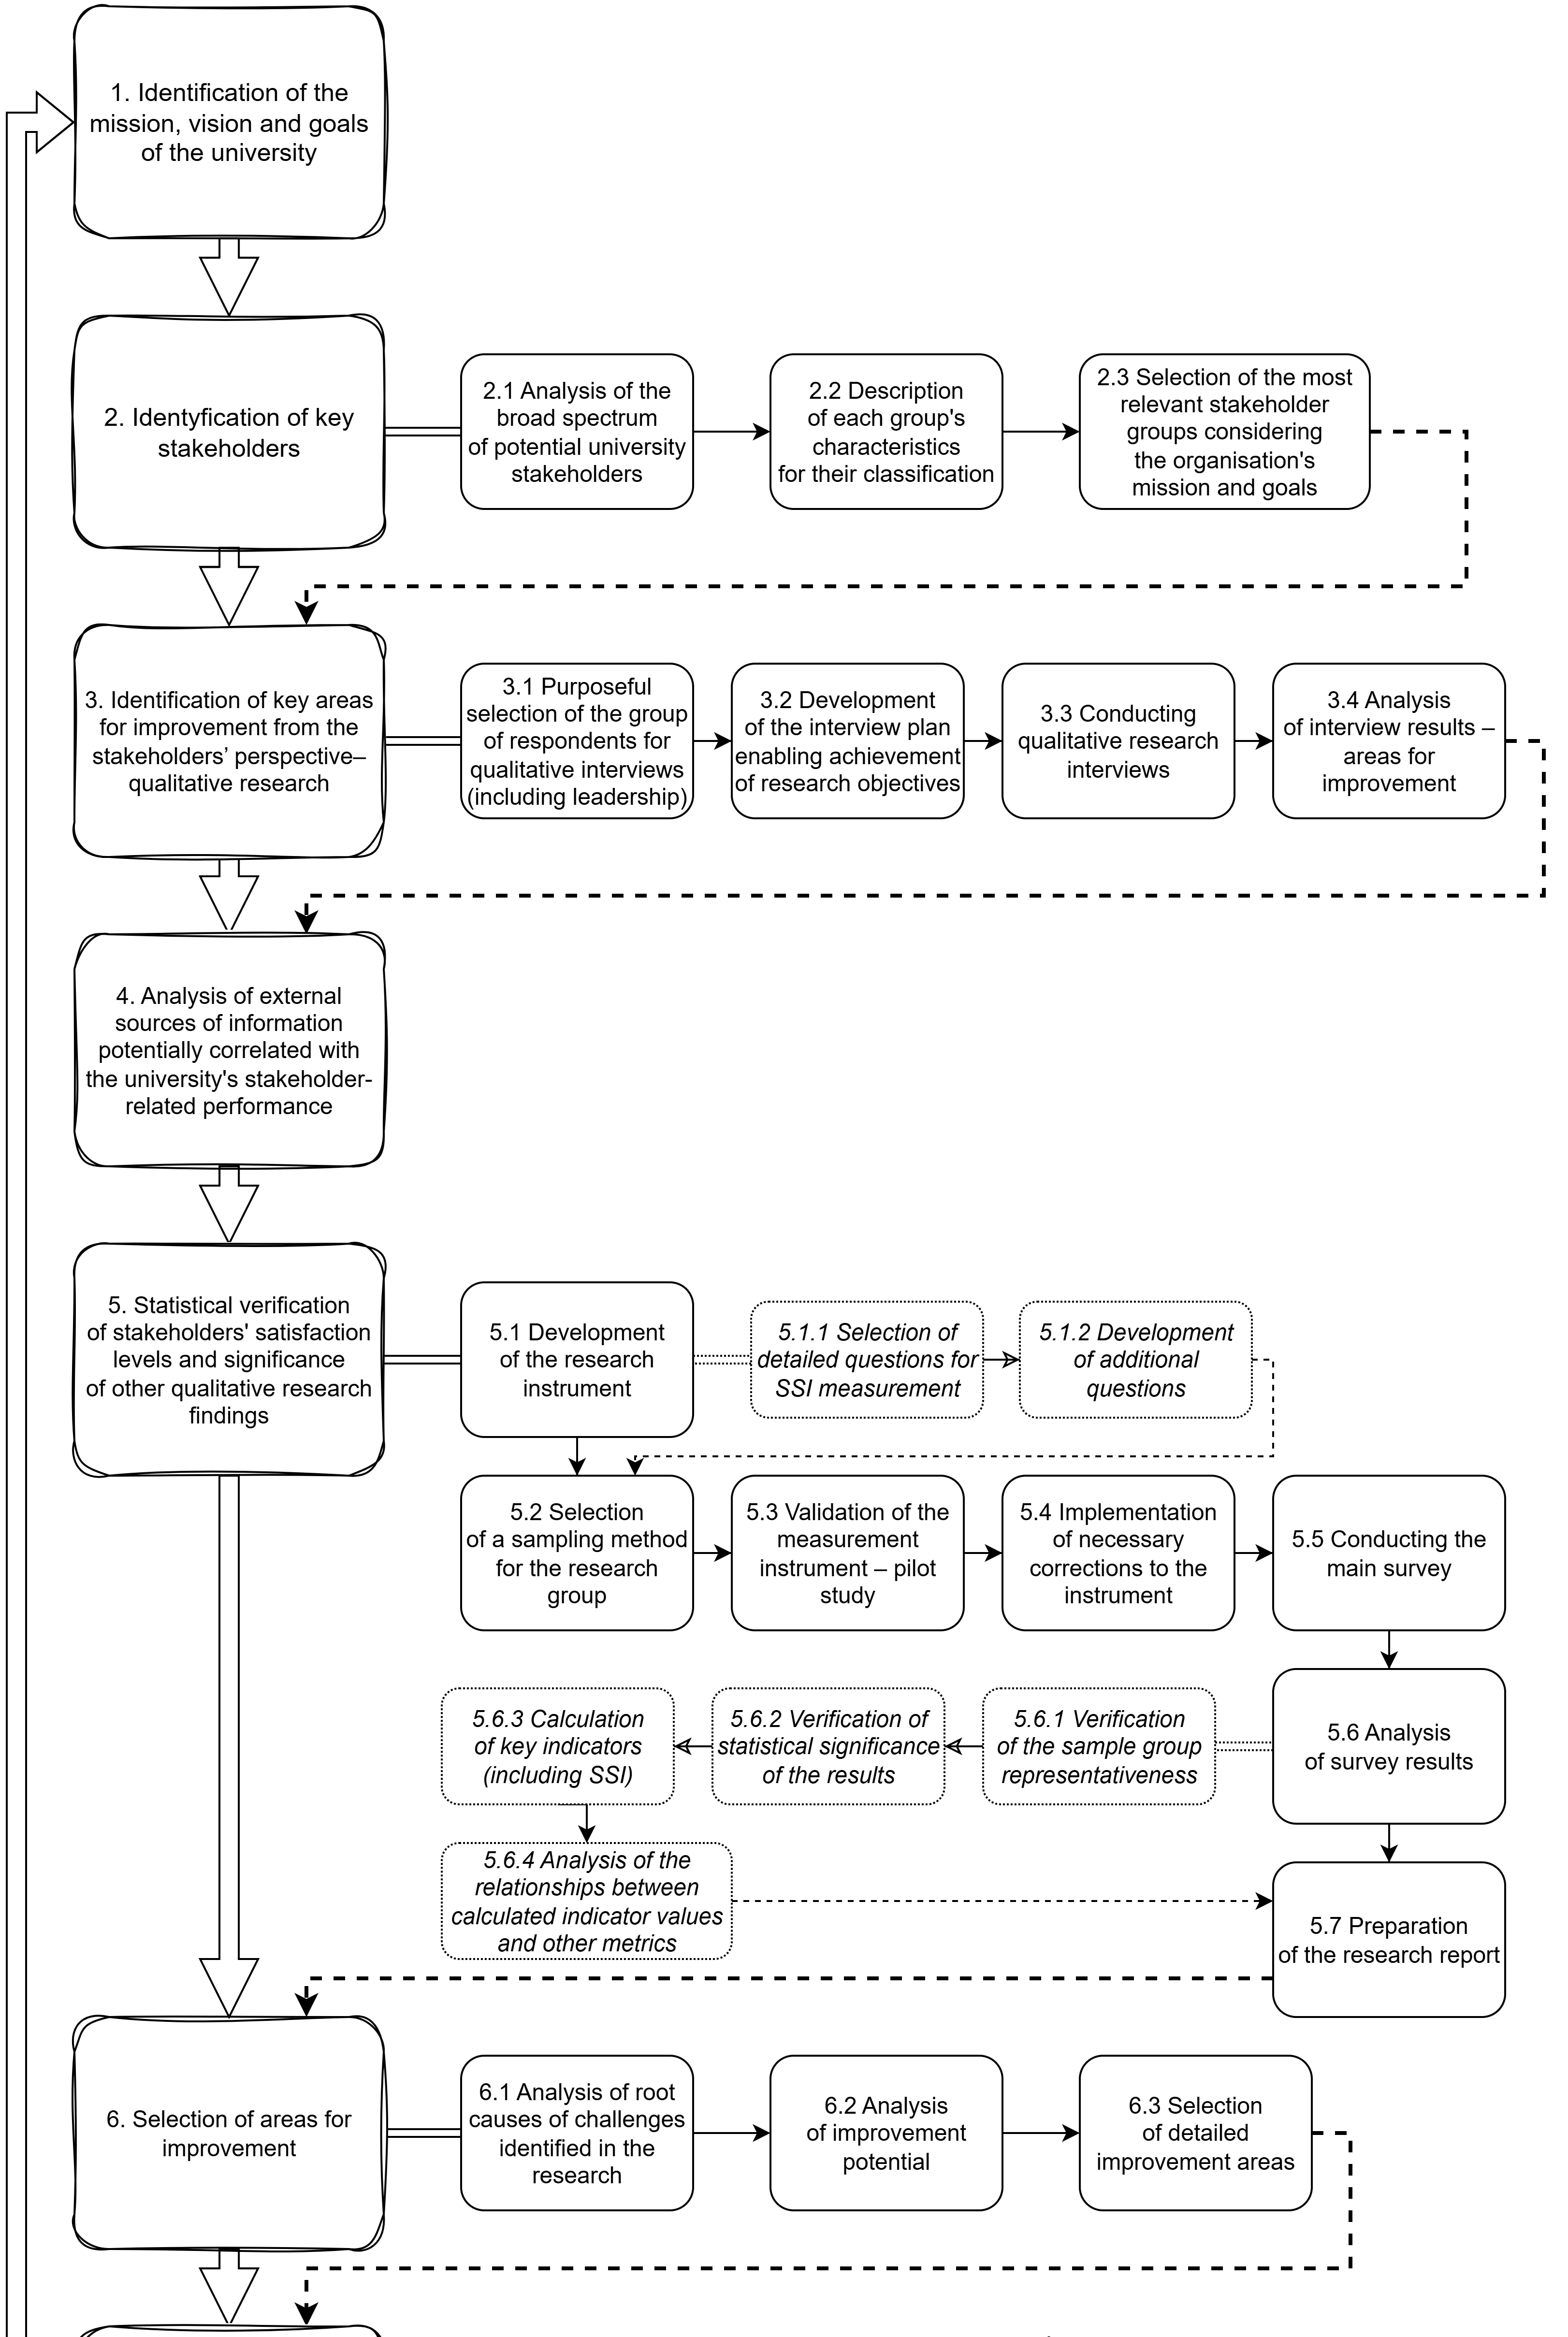 1. Identification of the
mission, vision and goals
of the university
2. Identyfication of key
stakeholders
2.1 Analysis of the
broad spectrum
of potential university
stakeholders
2.2 Description
of each group's
characteristics
for their classification
2.3 Selection of the most
relevant stakeholder
groups considering
the organisation's
mission and goals
3. Identification of key areas
for improvement from the
stakeholders’ perspective–
qualitative research
3.1 Purposeful
selection of the group
of respondents for
qualitative interviews
(including leadership)
3.2 Development
of the interview plan
enabling achievement
of research objectives
3.3 Conducting
qualitative research
interviews
3.4 Analysis
of interview results –
areas for
improvement
4. Analysis of external
sources of information
potentially correlated with
the university's stakeholder-
related performance
5. Statistical verification
of stakeholders' satisfaction
levels and significance
of other qualitative research
findings
5.1 Development
of the research
instrument
5.1.1 Selection of
detailed questions for
SSI measurement
5.1.2 Development
of additional
questions
5.2 Selection
of a sampling method
for the research
group
5.3 Validation of the
measurement
instrument – pilot
study
5.4 Implementation
of necessary
corrections to the
instrument
5.5 Conducting the
main survey
5.6 Analysis
of survey results
5.6.1 Verification
of the sample group
representativeness
5.6.2 Verification of
statistical significance
of the results
5.6.3 Calculation
of key indicators
(including SSI)
5.6.4 Analysis of the
relationships between
calculated indicator values
and other metrics
5.7 Preparation
of the research report
6. Selection of areas for
improvement
6.1 Analysis of root
causes of challenges
identified in the
research
6.2 Analysis
of improvement
potential
6.3 Selection
of detailed
improvement areas